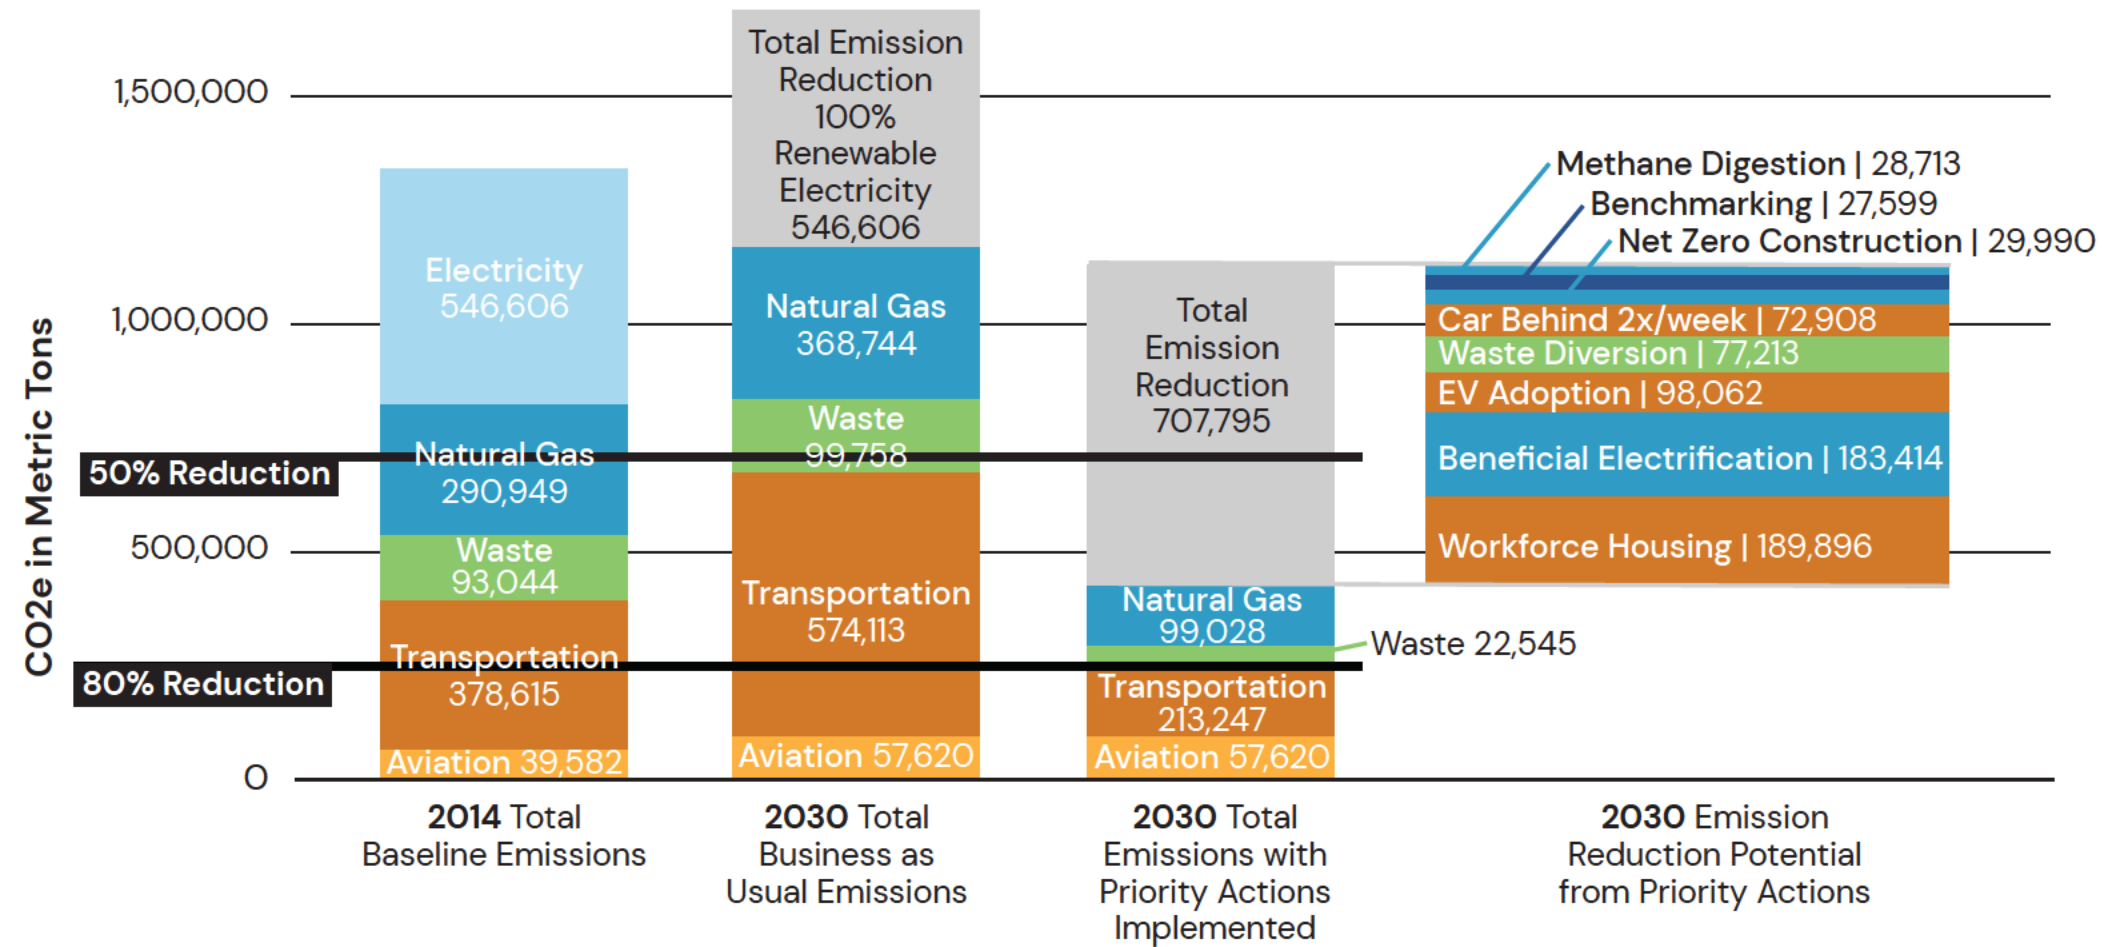 CO2e in Metric Tons
1,500,000
1,000,000
500,000
0
50% Reduction
80% Reduction
Electricity
546,606
Natural Gas
290,949
Waste
93,044
Transportation
378,615
Aviation 39,582
2014 Total
Baseline Emissions
Total Emission
Reduction
100%
Renewable
Electricity
546,606
Natural Gas
368,744
Waste
99,758
Transportation
574,113
Aviation 57,620
2030 Total
Business as
Usual Emissions
Total
Emission
Reduction
707,795
Natural Gas
99,028
Waste 22,545
Transportation
213,247
Aviation 57,620
2030 Total
Emissions with
Priority Actions
Implemented
Methane Digestion | 28,713
Benchmarking | 27,599
Net Zero Construction | 29,990
Car Behind 2x/week | 72,908
Waste Diversion | 77,213
EV Adoption | 98,062
Beneficial Electrification | 183,414
Workforce Housing | 189,896
2030 Emission
Reduction Potential
from Priority Actions